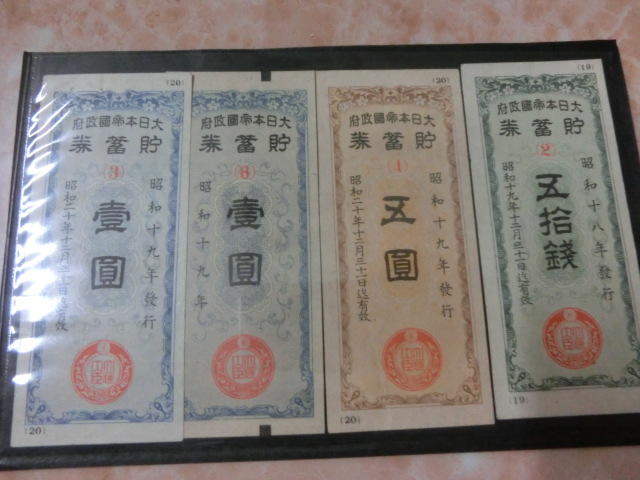 (20)
大日本帝國政府
貯蓄券
(3)
昭和十九年發行
壹圓
昭和二十年十二月三十一日迄有效
(20)
大日本帝國政府
貯蓄券
(6)
昭和十九年
壹圓
(20)
大日本帝國政府
貯蓄券
(1)
昭和十九年發行
五圓
昭和二十年十二月三十一日迄有效
(20)
(19)
大日本帝國政府
貯蓄券
(2)
昭和十八年發行
五拾錢
昭和十九年十二月三十一日迄有效
(19)